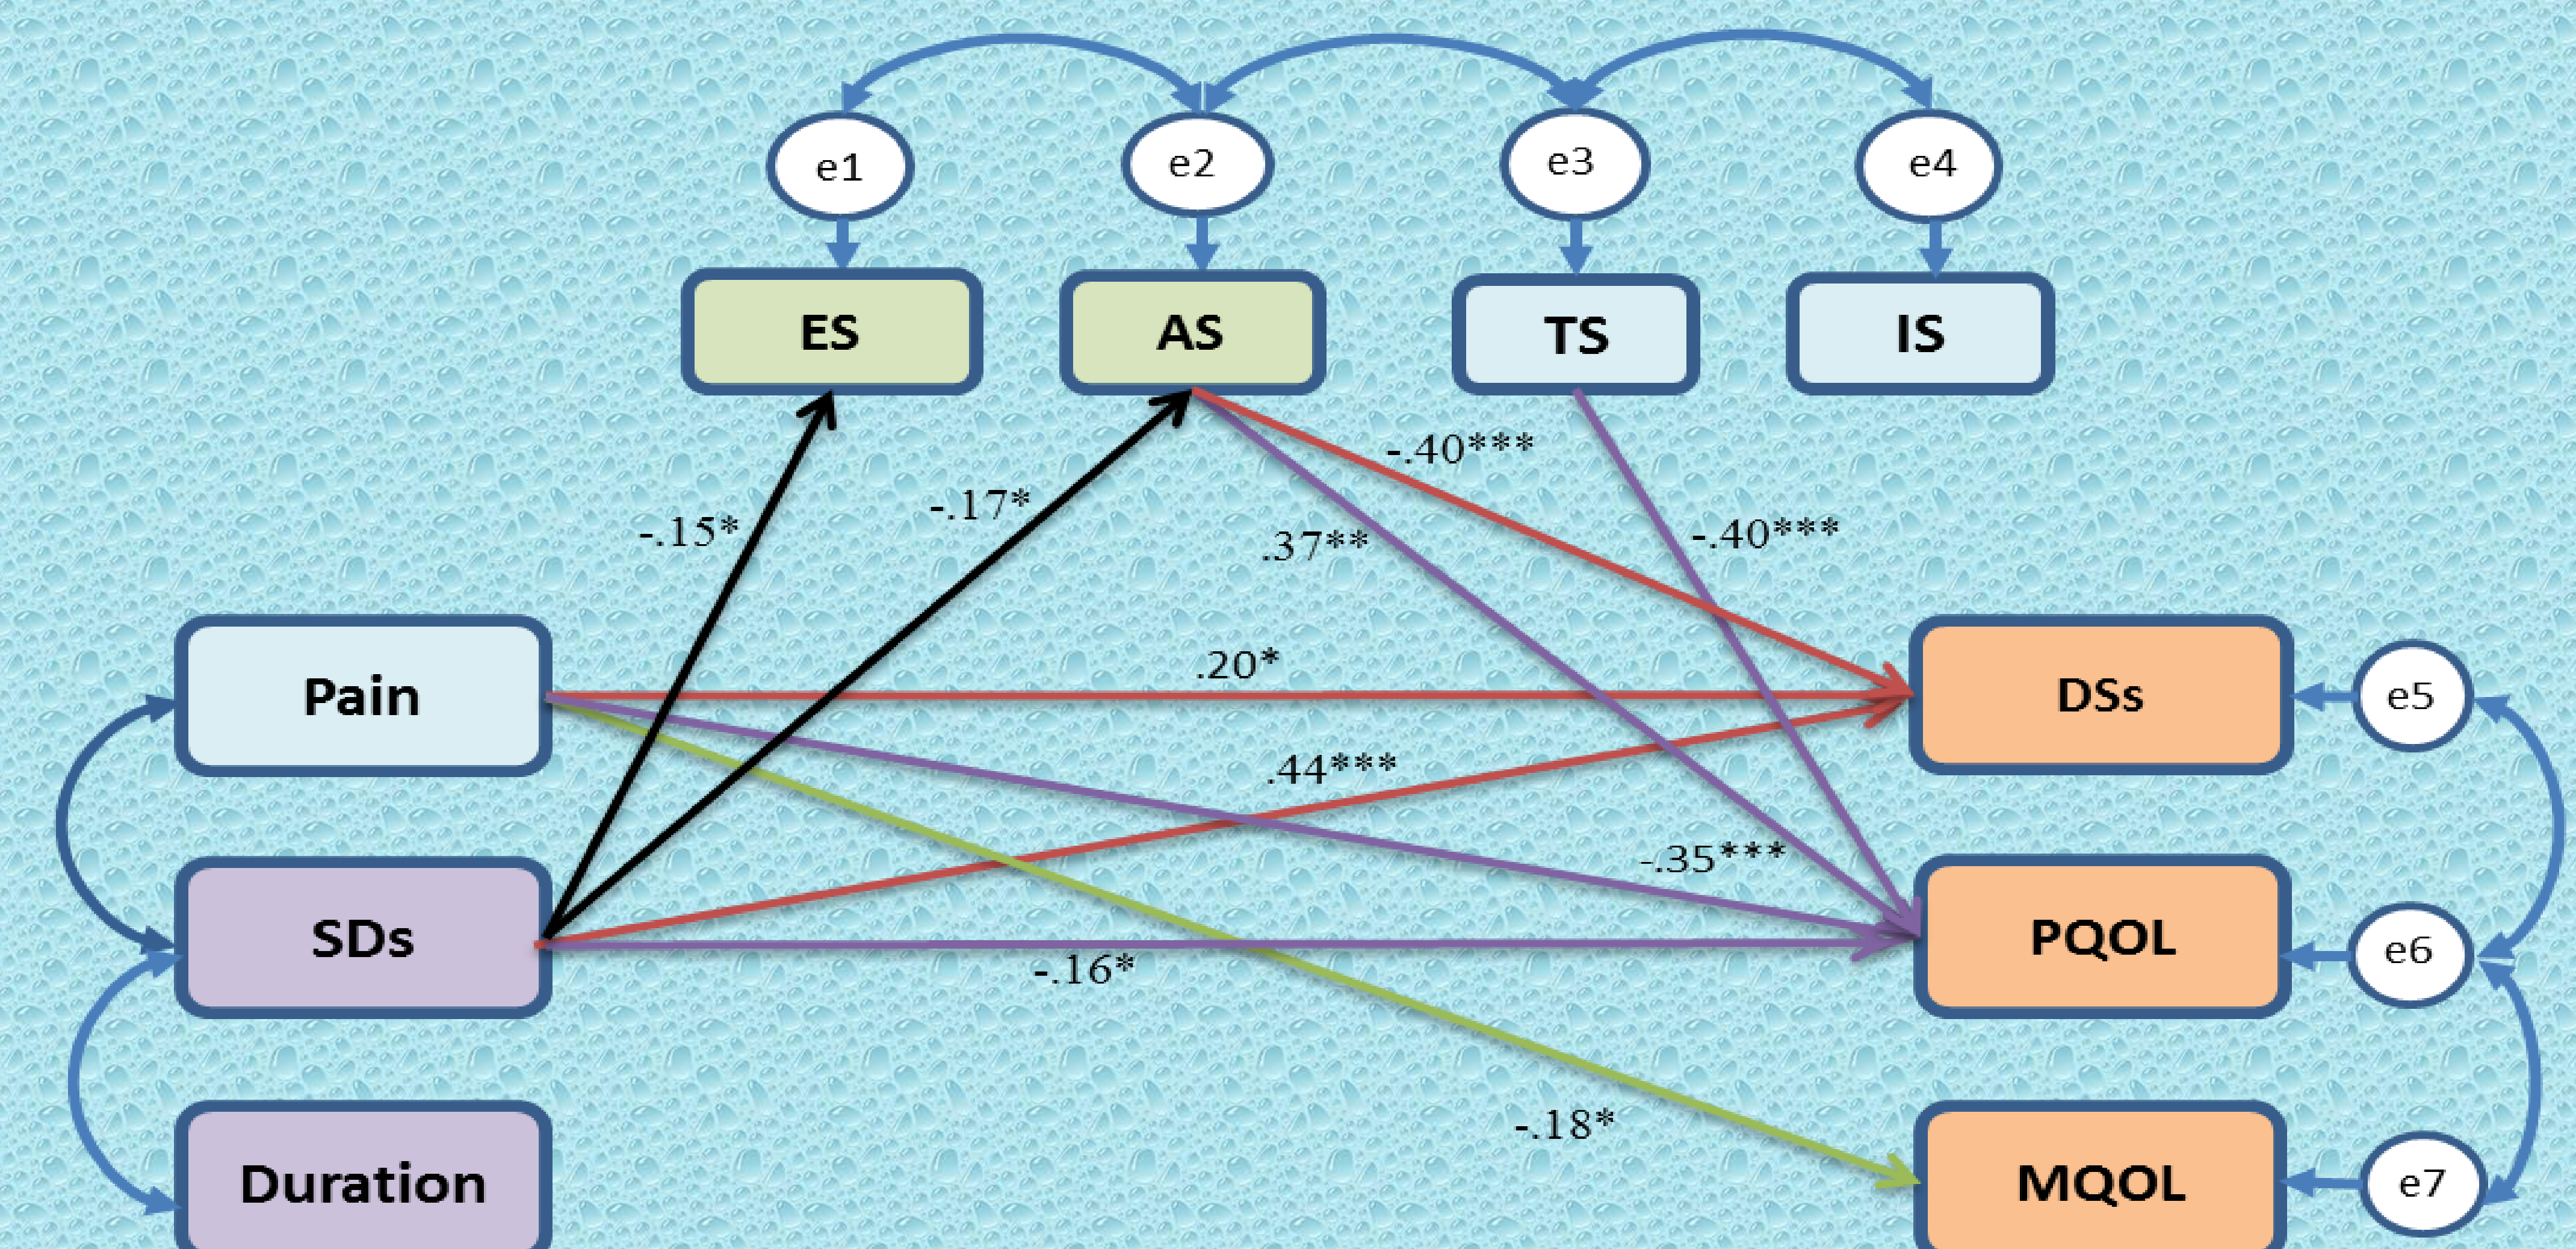 e1
e2
e3
e4
ES
AS
TS
IS
-.40***
-.17*
-.15*
.37**
-.40***
Pain
.20*
DSs
e5
.44***
-.35***
SDs
PQOL
e6
-.16*
-.18*
Duration
MQOL
e7